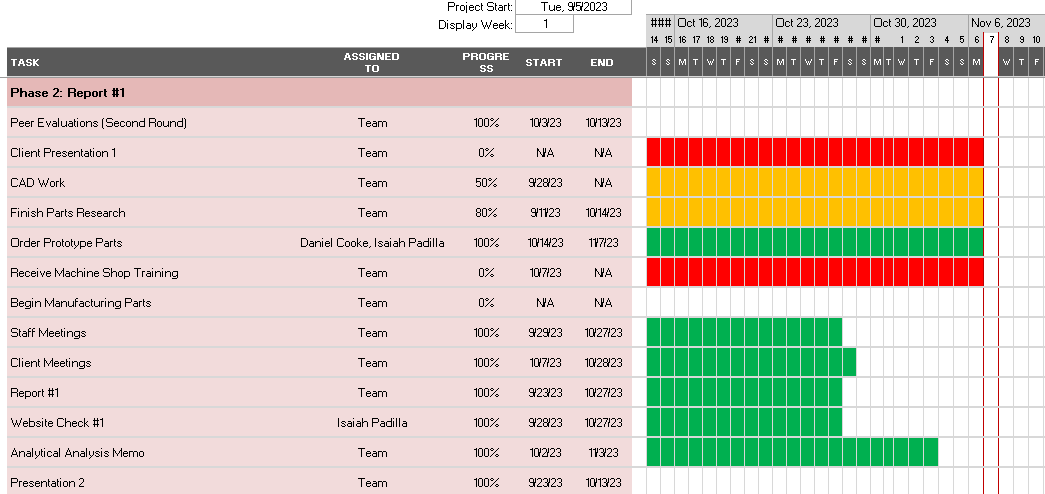 Project Start: Tue, 9/5/2023
Display Week: 1
### Oct 16, 2023 Oct 23, 2023 Oct 30, 2023 Nov 6, 2023
14 15 16 17 18 19 # 21 # # # # # # # # # 1 2 3 4 5 6 7 8 9 10
TASK ASSIGNED TO PROGRESS START END S S M T W T F S S M T W T F S S M T W T F S S M W T F
Phase 2: Report #1
Peer Evaluations (Second Round) Team 100% 10/3/23 10/13/23
Client Presentation 1 Team 0% N/A N/A
CAD Work Team 50% 9/28/23 N/A
Finish Parts Research Team 80% 9/11/23 10/14/23
Order Prototype Parts Daniel Cooke, Isaiah Padilla 100% 10/14/23 11/7/23
Receive Machine Shop Training Team 0% 10/7/23 N/A
Begin Manufacturing Parts Team 0% N/A N/A
Staff Meetings Team 100% 9/29/23 10/27/23
Client Meetings Team 100% 10/7/23 10/28/23
Report #1 Team 100% 9/23/23 10/27/23
Website Check #1 Isaiah Padilla 100% 9/28/23 10/27/23
Analytical Analysis Memo Team 100% 10/2/23 11/3/23
Presentation 2 Team 100% 9/23/23 10/13/23